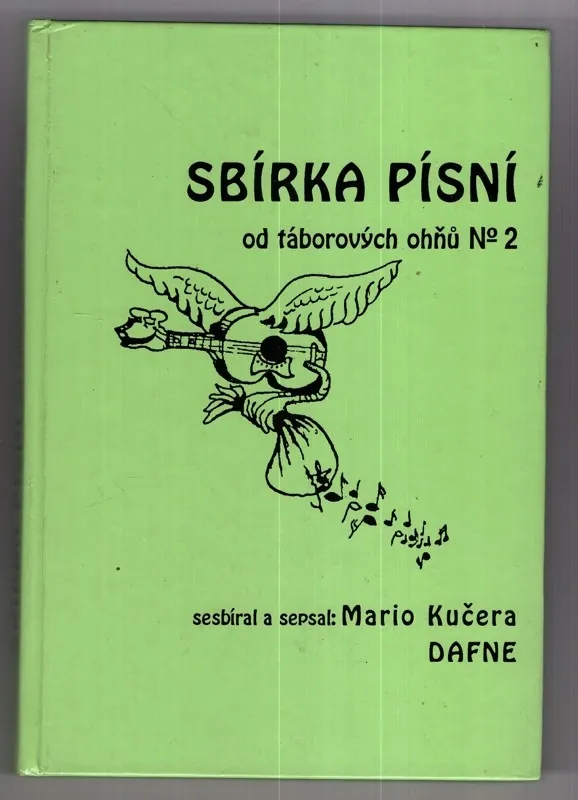 SBÍRKA PÍSNÍ
od táborových ohňů № 2
sesbíral a sepsal: Mario Kučera
DAFNE